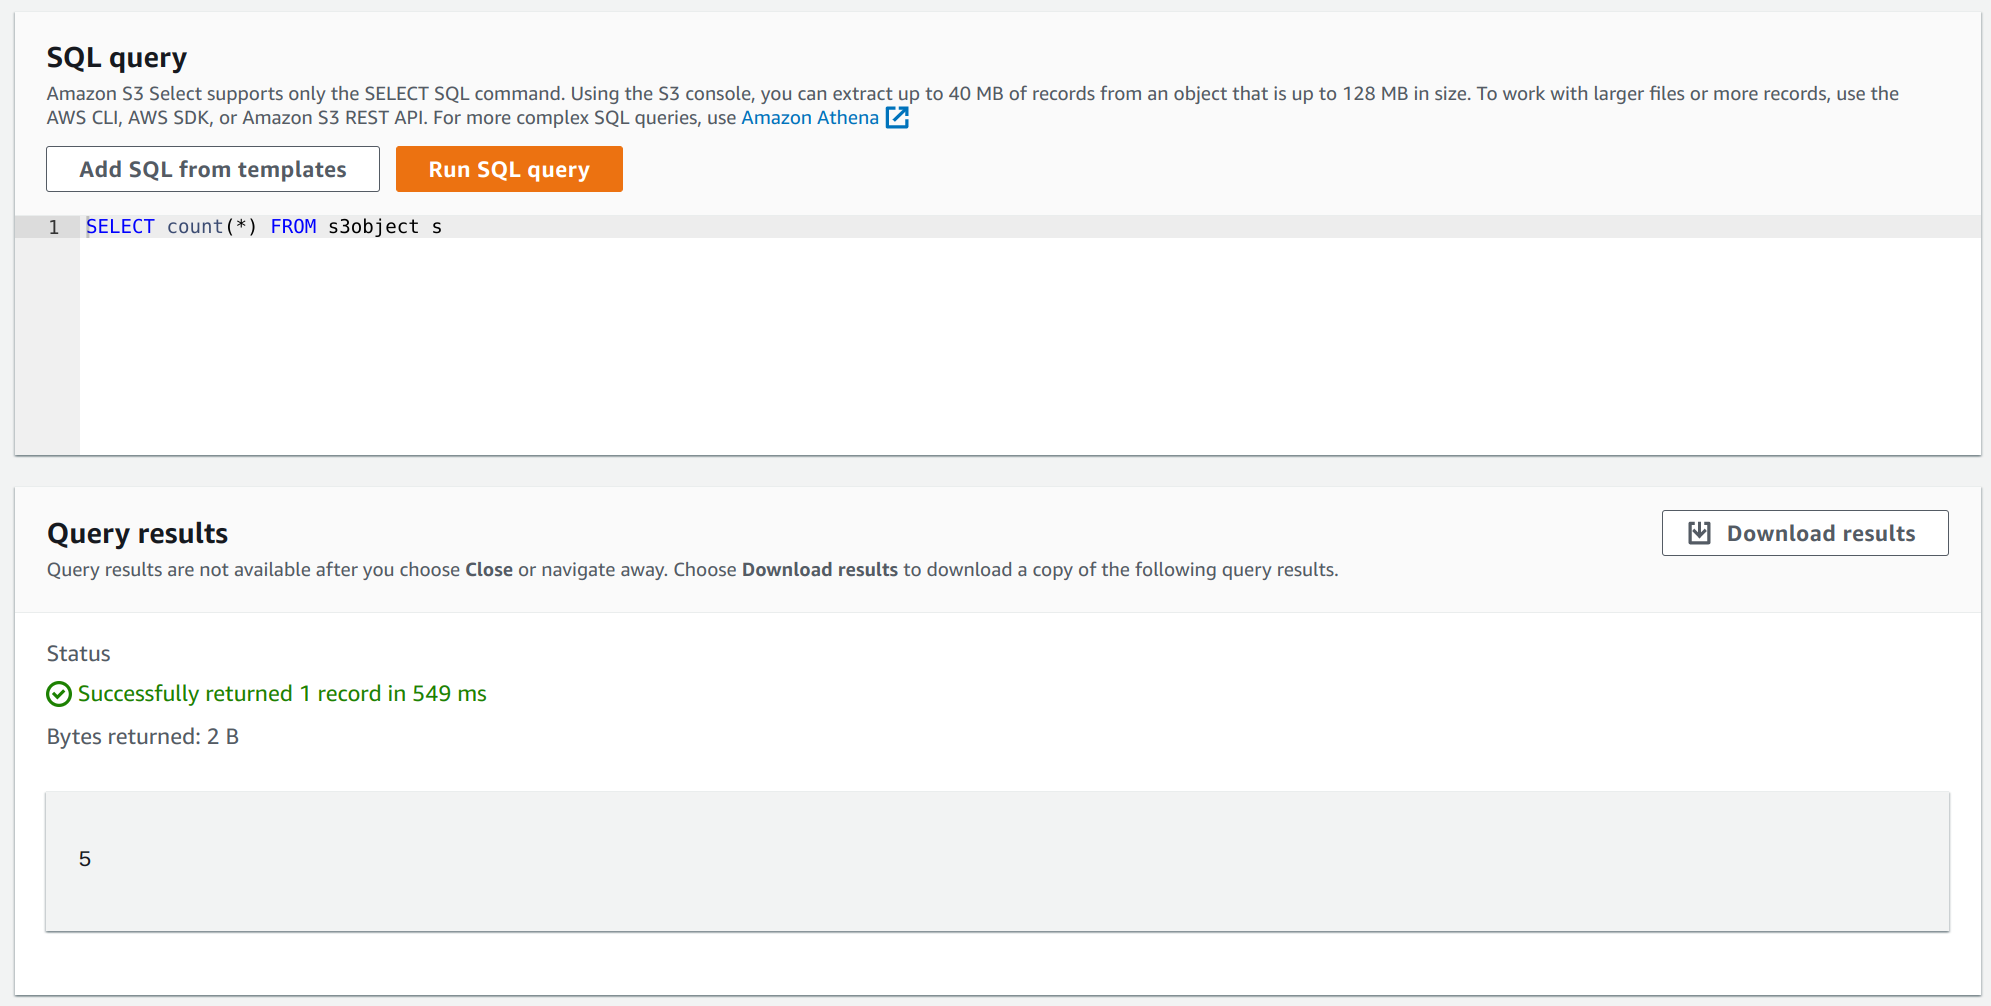 SQL query
Amazon S3 Select supports only the SELECT SQL command. Using the S3 console, you can extract up to 40 MB of records from an object that is up to 128 MB in size. To work with larger files or more records, use the
AWS CLI, AWS SDK, or Amazon S3 REST API. For more complex SQL queries, use Amazon Athena
Add SQL from templates Run SQL query
1 SELECT count(*) FROM s3object s
Query results
Download results
Query results are not available after you choose Close or navigate away. Choose Download results to download a copy of the following query results.
Status
Successfully returned 1 record in 549 ms
Bytes returned: 2 B
5